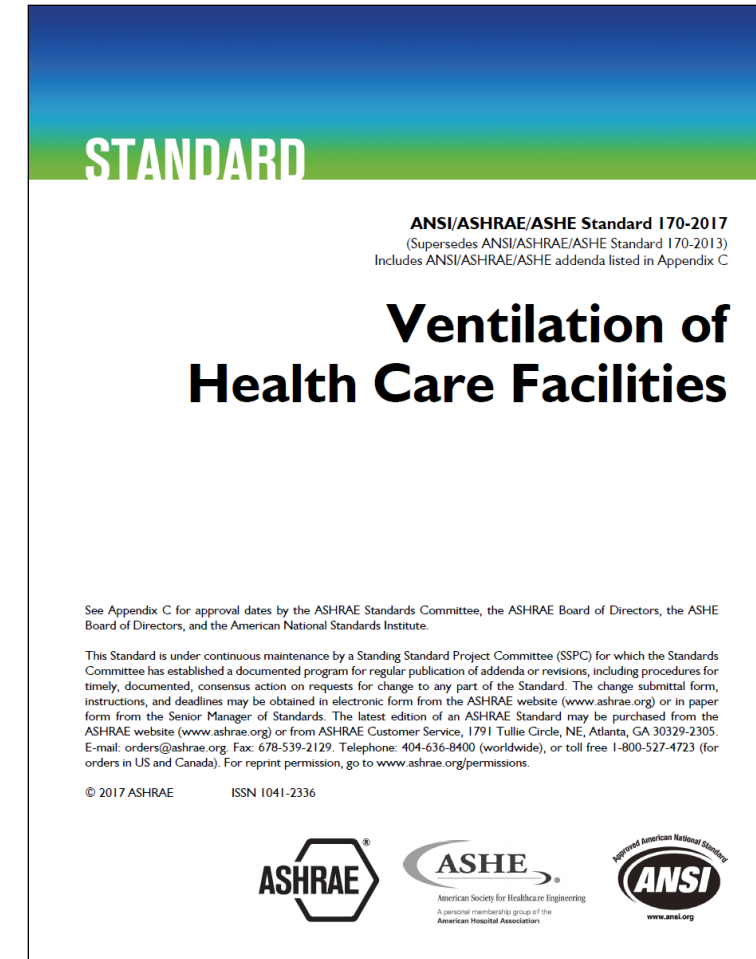 STANDARD
ANSI/ASHRAE/ASHE Standard 170-2017
(Supersedes ANSI/ASHRAE/ASHE Standard 170-2013)
Includes ANSI/ASHRAE/ASHE addenda listed in Appendix C
Ventilation of
Health Care Facilities
See Appendix C for approval dates by the ASHRAE Standards Committee, the ASHRAE Board of Directors, the ASHE
Board of Directors, and the American National Standards Institute.
This Standard is under continuous maintenance by a Standing Standard Project Committee (SSPC) for which the Standards
Committee has established a documented program for regular publication of addenda or revisions, including procedures for
timely, documented, consensus action on requests for change to any part of the Standard. The change submittal form,
instructions, and deadlines may be obtained in electronic form from the ASHRAE website (www.ashrae.org) or in paper
form from the Senior Manager of Standards. The latest edition of an ASHRAE Standard may be purchased from the
ASHRAE website (www.ashrae.org) or from ASHRAE Customer Service, 1791 Tullie Circle, NE, Atlanta, GA 30329-2305.
E-mail: orders@ashrae.org. Fax: 678-539-2129. Telephone: 404-636-8400 (worldwide), or toll free 1-800-527-4723 (for
orders in US and Canada). For reprint permission, go to www.ashrae.org/permissions.
© 2017 ASHRAE ISSN 1041-2336
ASHRAE®
ASHE®
American Society for Healthcare Engineering
A personal membership group of the
American Hospital Association
Approved American National Standard
ANSI
www.ansi.org